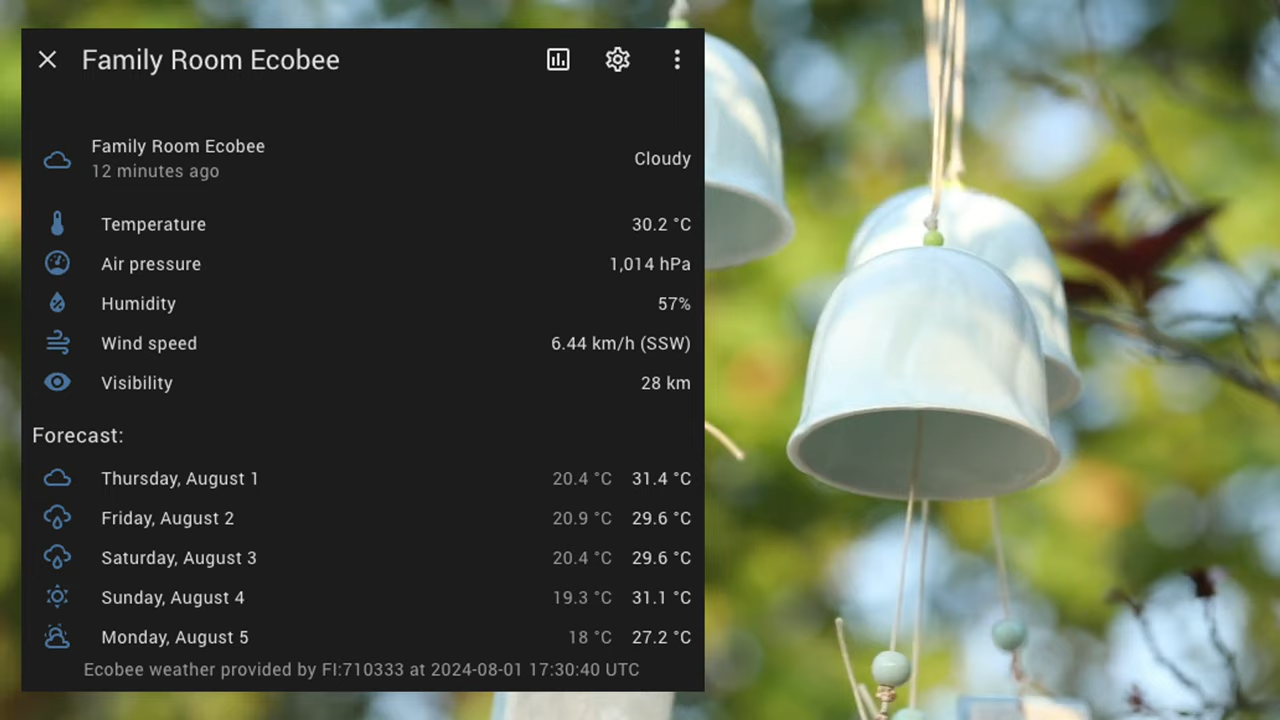 Family Room Ecobee
Family Room Ecobee
12 minutes ago
Cloudy
Temperature 30.2 °C
Air pressure 1,014 hPa
Humidity 57%
Wind speed 6.44 km/h (SSW)
Visibility 28 km
Forecast:
Thursday, August 1 20.4 °C 31.4 °C
Friday, August 2 20.9 °C 29.6 °C
Saturday, August 3 20.4 °C 29.6 °C
Sunday, August 4 19.3 °C 31.1 °C
Monday, August 5 18 °C 27.2 °C
Ecobee weather provided by FI:710333 at 2024-08-01 17:30:40 UTC